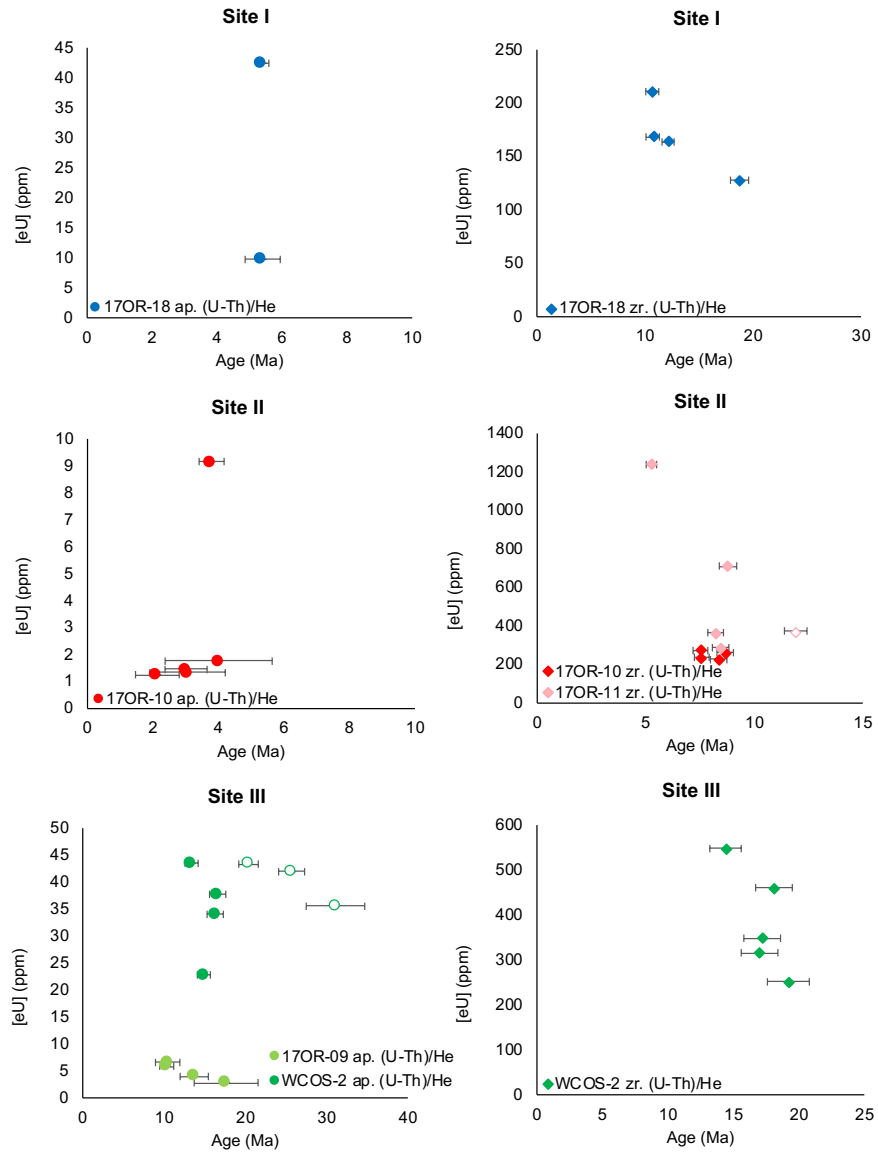 Site I
45
40
35
30
25
20
15
10
5
0
[eU] (ppm)
17OR-18 ap. (U-Th)/He
0 2 4 6 8 10
Age (Ma)
Site I
250
200
150
100
50
0
[eU] (ppm)
17OR-18 zr. (U-Th)/He
0 10 20 30
Age (Ma)
Site II
10
9
8
7
6
5
4
3
2
1
0
[eU] (ppm)
17OR-10 ap. (U-Th)/He
0 2 4 6 8 10
Age (Ma)
Site II
1400
1200
1000
800
600
400
200
0
[eU] (ppm)
17OR-10 zr. (U-Th)/He
17OR-11 zr. (U-Th)/He
0 5 10 15
Age (Ma)
Site III
50
45
40
35
30
25
20
15
10
5
0
[eU] (ppm)
17OR-09 ap. (U-Th)/He
WCOS-2 ap. (U-Th)/He
0 10 20 30 40
Age (Ma)
Site III
600
500
400
300
200
100
0
[eU] (ppm)
WCOS-2 zr. (U-Th)/He
0 5 10 15 20 25
Age (Ma)